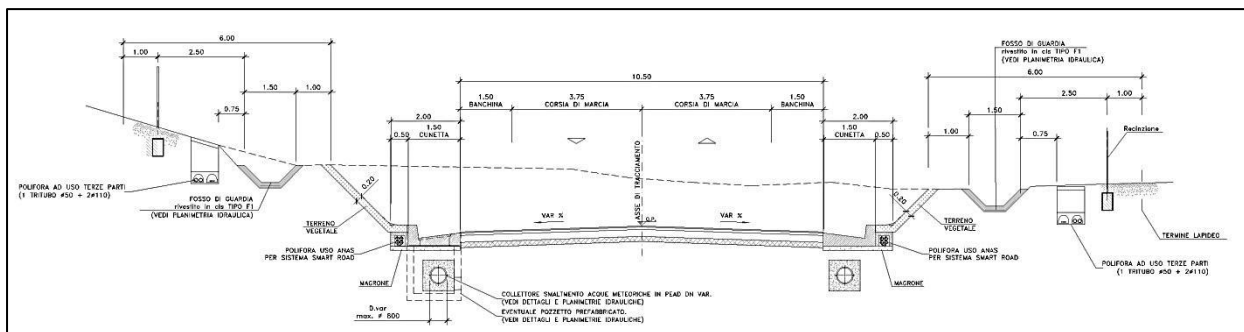 6.00
1.00
2.50
1.50
1.00
0.75
10.50
1.50
BANCHINA
3.75
CORSIA DI MARCIA
3.75
CORSIA DI MARCIA
1.50
BANCHINA
2.00
0.50
1.50
CUNETTA
2.00
1.50
CUNETTA
0.50
FOSSO DI GUARDIA
rivestito in cls TIPO F1
(VEDI PLANIMETRIA IDRAULICA)
6.00
1.50
2.50
1.00
1.00
0.75
Recinzione
ASSE DI TRACCIAMENTO
Q.P.
VAR %
VAR %
0.20
0.20
POLIFORA AD USO TERZE PARTI
(1 TRITUBO ø50 + 2ø110)
FOSSO DI GUARDIA
rivestito in cls TIPO F1
(VEDI PLANIMETRIA IDRAULICA)
TERRENO
VEGETALE
POLIFORA USO ANAS
PER SISTEMA SMART ROAD
MAGRONE
TERRENO
VEGETALE
POLIFORA USO ANAS
PER SISTEMA SMART ROAD
MAGRONE
TERMINE LAPIDEO
POLIFORA AD USO TERZE PARTI
(1 TRITUBO ø50 + 2ø110)
COLLETTORE SMALTIMENTO ACQUE METEORICHE IN PEAD DN VAR.
(VEDI DETTAGLI E PLANIMETRIE IDRAULICHE)
EVENTUALE POZZETTO PREFABBRICATO.
(VEDI DETTAGLI E PLANIMETRIE IDRAULICHE)
D.var
max. ø 800